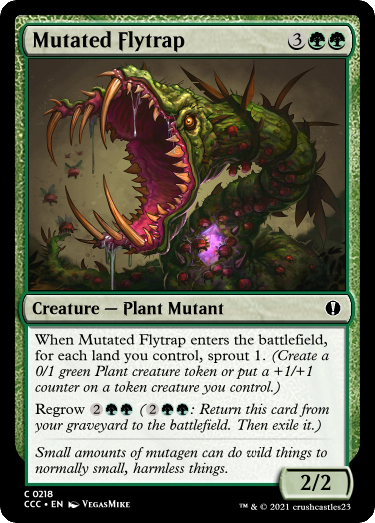 Mutated Flytrap 3
Creature — Plant Mutant
When Mutated Flytrap enters the battlefield,
for each land you control, sprout 1. (Create a
0/1 green Plant creature token or put a +1/+1
counter on a token creature you control.)
Regrow 2 ( 2 : Return this card from
your graveyard to the battlefield. Then exile it.)
Small amounts of mutagen can do wild things to
normally small, harmless things.
2/2
C 0218
CCC • EN VEGASMIKE
™ & © 2021 crushcastles23